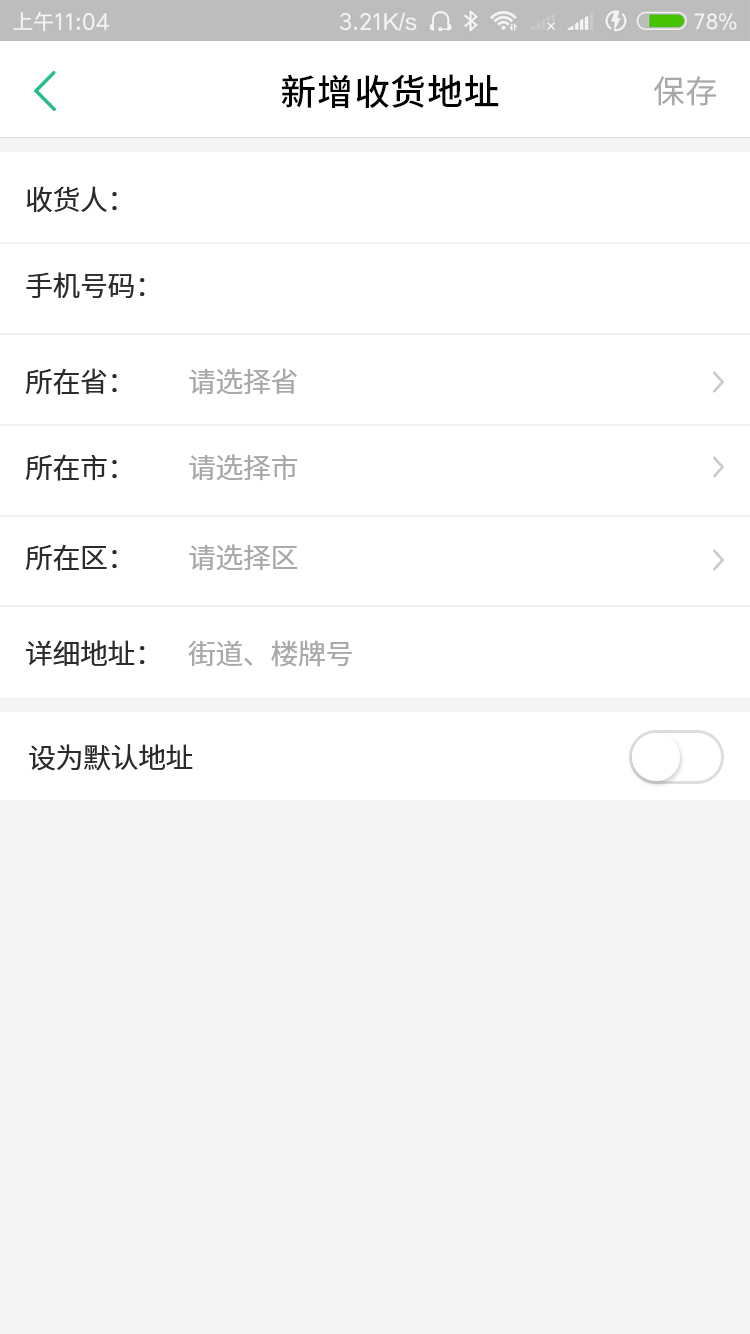 上午11:04 3.21K/s 78%
新增收货地址 保存
收货人：
手机号码：
所在省： 请选择省
所在市： 请选择市
所在区： 请选择区
详细地址： 街道、楼牌号
设为默认地址